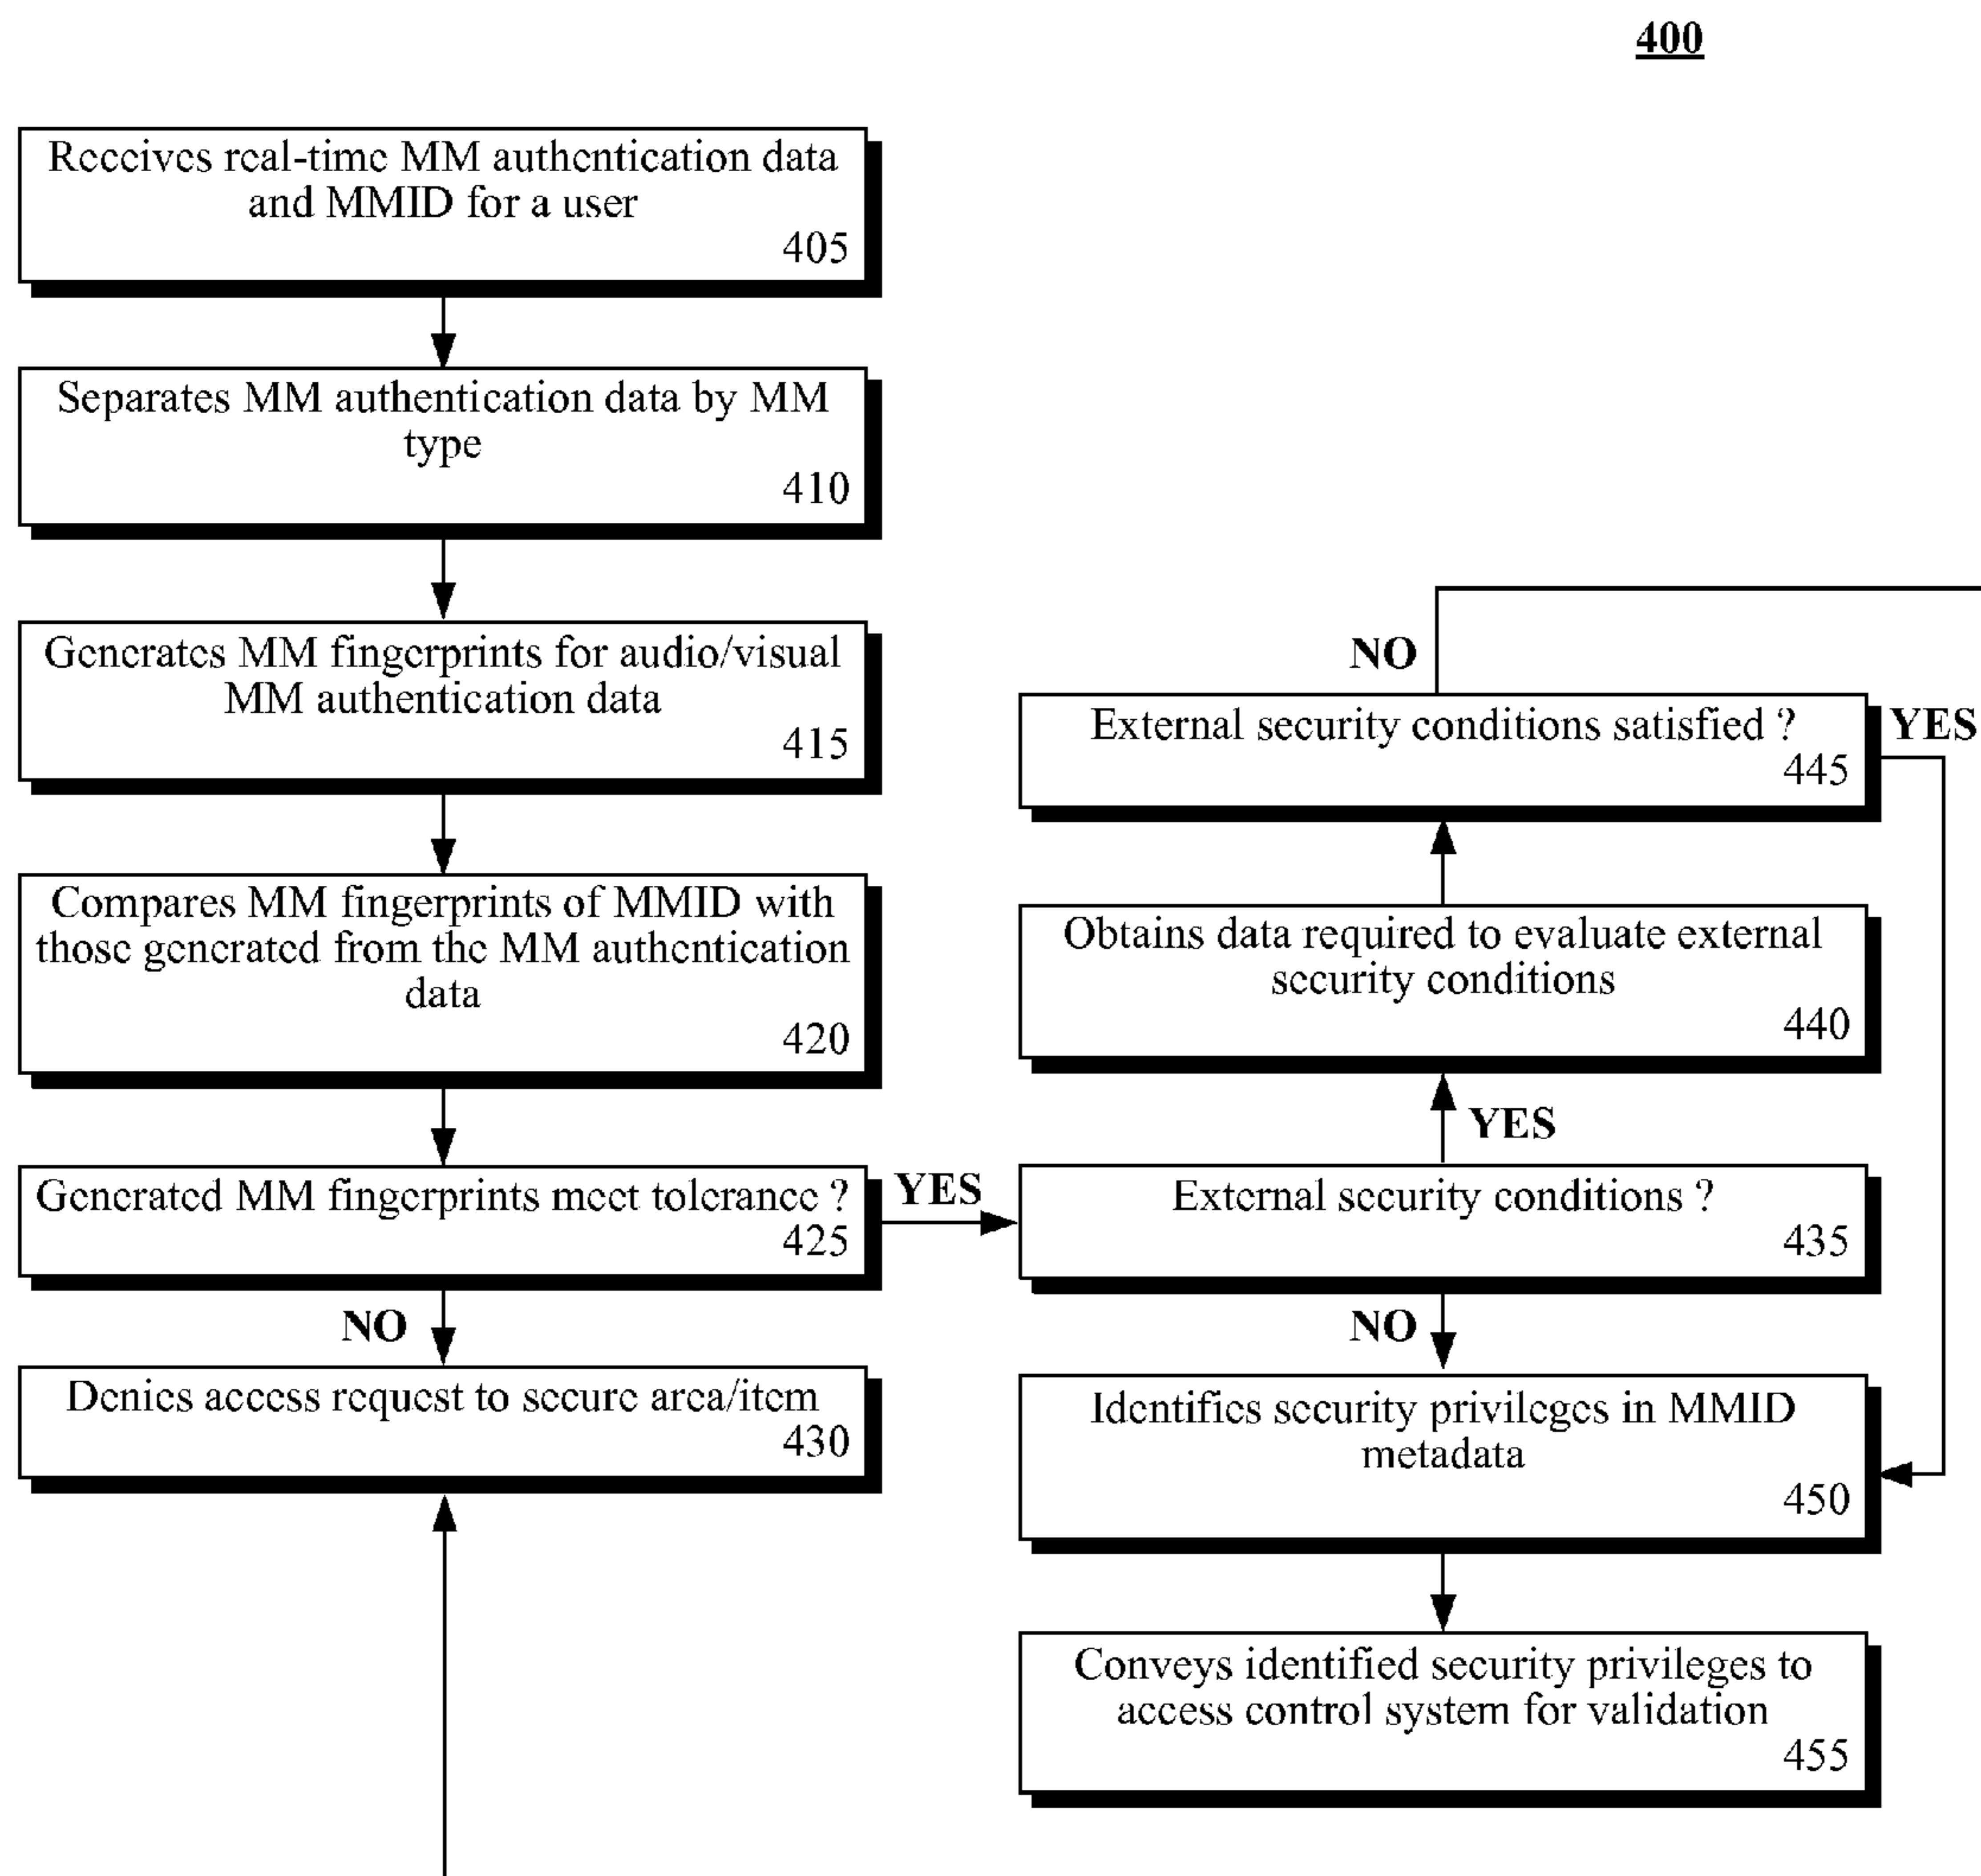 400
Receives real-time MM authentication data
and MMID for a user
405
Separates MM authentication data by MM
type
410
Generates MM fingerprints for audio/visual
MM authentication data
415
Compares MM fingerprints of MMID with
those generated from the MM authentication
data
420
Generated MM fingerprints meet tolerance ?
425
YES
NO
Denies access request to secure area/item
430
NO
External security conditions satisfied ?
445
YES
Obtains data required to evaluate external
security conditions
440
YES
External security conditions ?
435
NO
Identifies security privileges in MMID
metadata
450
Conveys identified security privileges to
access control system for validation
455